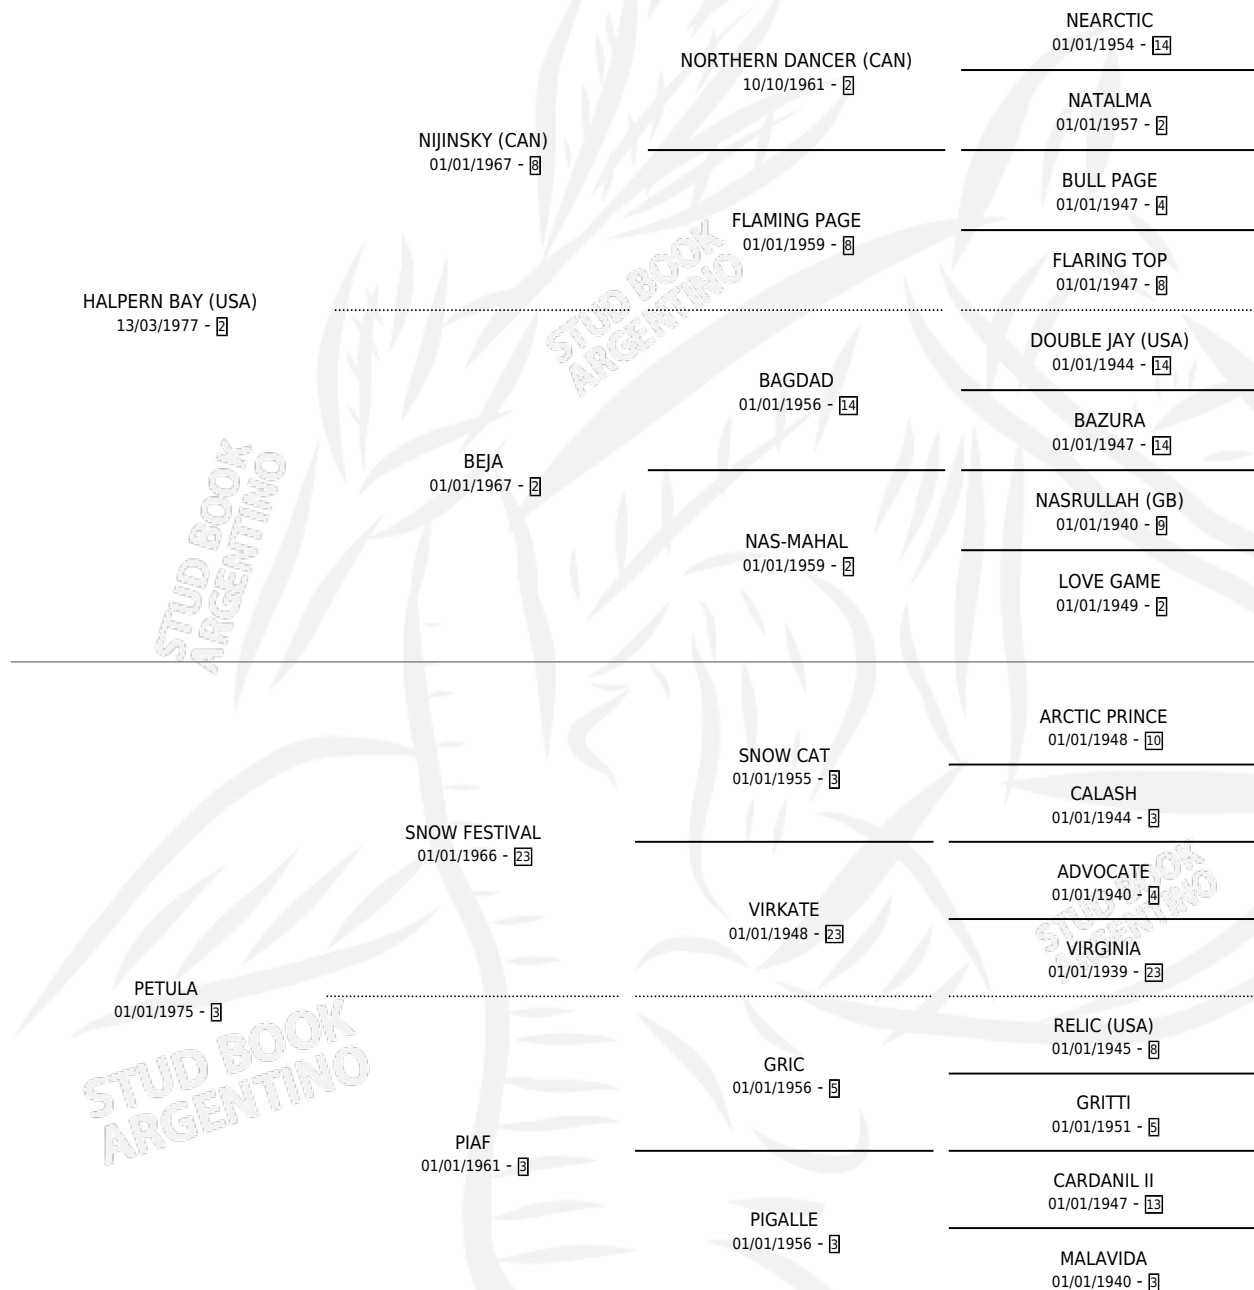 NEARCTIC
01/01/1954 - 14
NORTHERN DANCER (CAN)
10/10/1961 - 2
NATALMA
01/01/1957 - 2
NIJINSKY (CAN)
01/01/1967 - 8
BULL PAGE
01/01/1947 - 4
FLAMING PAGE
01/01/1959 - 8
FLARING TOP
01/01/1947 - 8
HALPERN BAY (USA)
13/03/1977 - 2
STUD BOOK
ARGENTINO
DOUBLE JAY (USA)
01/01/1944 - 14
BAGDAD
01/01/1956 - 14
BAZURA
01/01/1947 - 14
BEJA
01/01/1967 - 2
NASRULLAH (GB)
01/01/1940 - 9
NAS-MAHAL
01/01/1959 - 2
LOVE GAME
01/01/1949 - 2
STUD BOOK
ARGENTINO
ARCTIC PRINCE
01/01/1948 - 10
SNOW CAT
01/01/1955 - 3
CALASH
01/01/1944 - 3
SNOW FESTIVAL
01/01/1966 - 23
ADVOCATE
01/01/1940 - 4
VIRKATE
01/01/1948 - 23
STUD BOOK
ARGENTINO
VIRGINIA
01/01/1939 - 23
PETULA
01/01/1975 - 3
RELIC (USA)
01/01/1945 - 8
GRIC
01/01/1956 - 5
GRITTI
01/01/1951 - 5
STUD BOOK
ARGENTINO
PIAF
01/01/1961 - 3
CARDANIL II
01/01/1947 - 13
PIGALLE
01/01/1956 - 3
MALAVIDA
01/01/1940 - 3